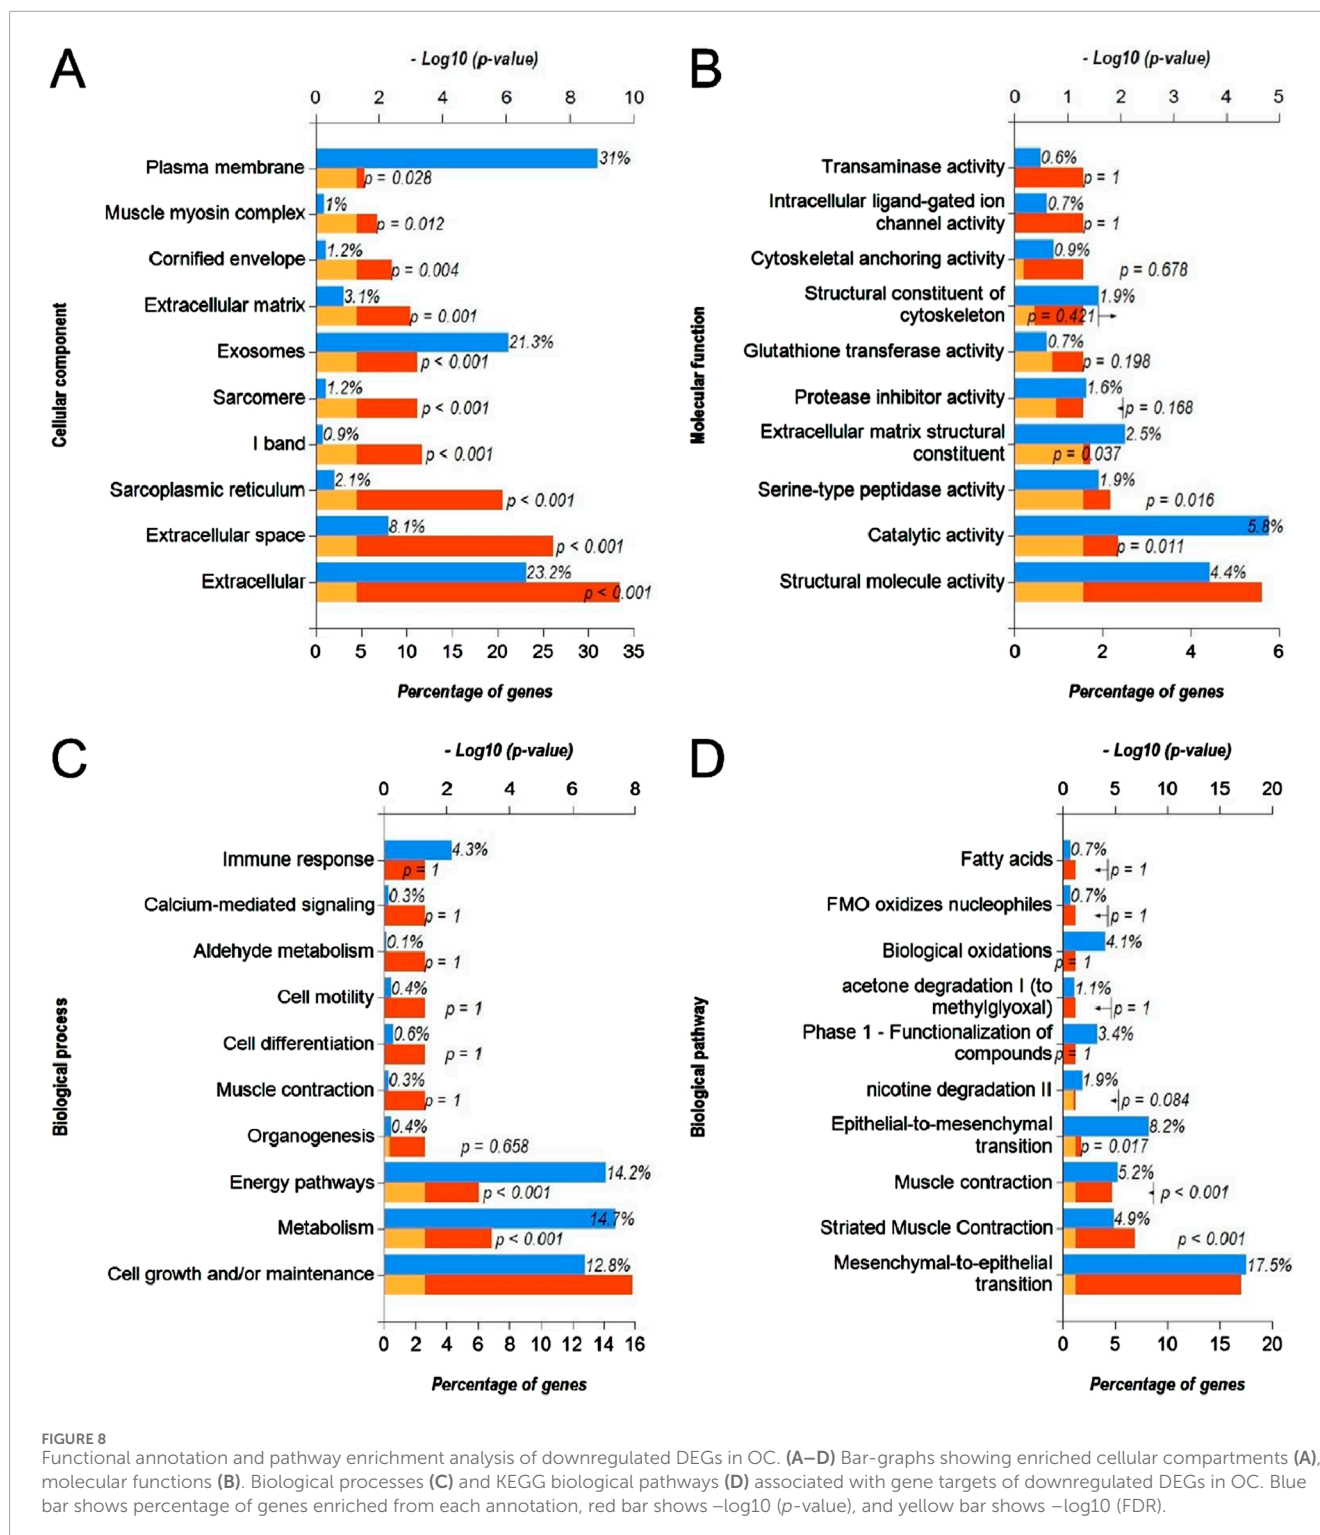 A
- Log10 (p-value)
0 2 4 6 8 10
Plasma membrane
31%
p = 0.028
Muscle myosin complex
1%
p = 0.012
Cornified envelope
1.2%
p = 0.004
Extracellular matrix
3.1%
p = 0.001
Exosomes
21.3%
p < 0.001
Sarcomere
1.2%
p < 0.001
I band
0.9%
p < 0.001
Sarcoplasmic reticulum
2.1%
p < 0.001
Extracellular space
8.1%
p < 0.001
Extracellular
23.2%
p < 0.001
Cellular component
0 5 10 15 20 25 30 35
Percentage of genes
B
- Log10 (p-value)
0 1 2 3 4 5
Transaminase activity
0.6%
p = 1
Intracellular ligand-gated ion
channel activity
0.7%
p = 1
Cytoskeletal anchoring activity
0.9%
p = 0.678
Structural constituent of
cytoskeleton
1.9%
p = 0.421
Glutathione transferase activity
0.7%
p = 0.198
Protease inhibitor activity
1.6%
p = 0.168
Extracellular matrix structural
constituent
2.5%
p = 0.037
Serine-type peptidase activity
1.9%
p = 0.016
Catalytic activity
5.8%
p = 0.011
Structural molecule activity
4.4%
Molecular function
0 2 4 6
Percentage of genes
C
- Log10 (p-value)
0 2 4 6 8
Immune response
4.3%
p = 1
Calcium-mediated signaling
0.3%
p = 1
Aldehyde metabolism
0.1%
p = 1
Cell motility
0.4%
p = 1
Cell differentiation
0.6%
p = 1
Muscle contraction
0.3%
p = 1
Organogenesis
0.4%
p = 0.658
Energy pathways
14.2%
p < 0.001
Metabolism
14.7%
p < 0.001
Cell growth and/or maintenance
12.8%
Biological process
0 2 4 6 8 10 12 14 16
Percentage of genes
D
- Log10 (p-value)
0 5 10 15 20
Fatty acids
0.7%
p = 1
FMO oxidizes nucleophiles
0.7%
p = 1
Biological oxidations
4.1%
p = 1
acetone degradation I (to
methylglyoxal)
1.1%
p = 1
Phase 1 - Functionalization of
compounds
3.4%
p = 1
nicotine degradation II
1.9%
p = 0.084
Epithelial-to-mesenchymal
transition
8.2%
p = 0.017
Muscle contraction
5.2%
p < 0.001
Striated Muscle Contraction
4.9%
p < 0.001
Mesenchymal-to-epithelial
transition
17.5%
Biological pathway
0 5 10 15 20
Percentage of genes
FIGURE 8
Functional annotation and pathway enrichment analysis of downregulated DEGs in OC. (A–D) Bar-graphs showing enriched cellular compartments (A),
molecular functions (B). Biological processes (C) and KEGG biological pathways (D) associated with gene targets of downregulated DEGs in OC. Blue
bar shows percentage of genes enriched from each annotation, red bar shows –log10 (p-value), and yellow bar shows –log10 (FDR).